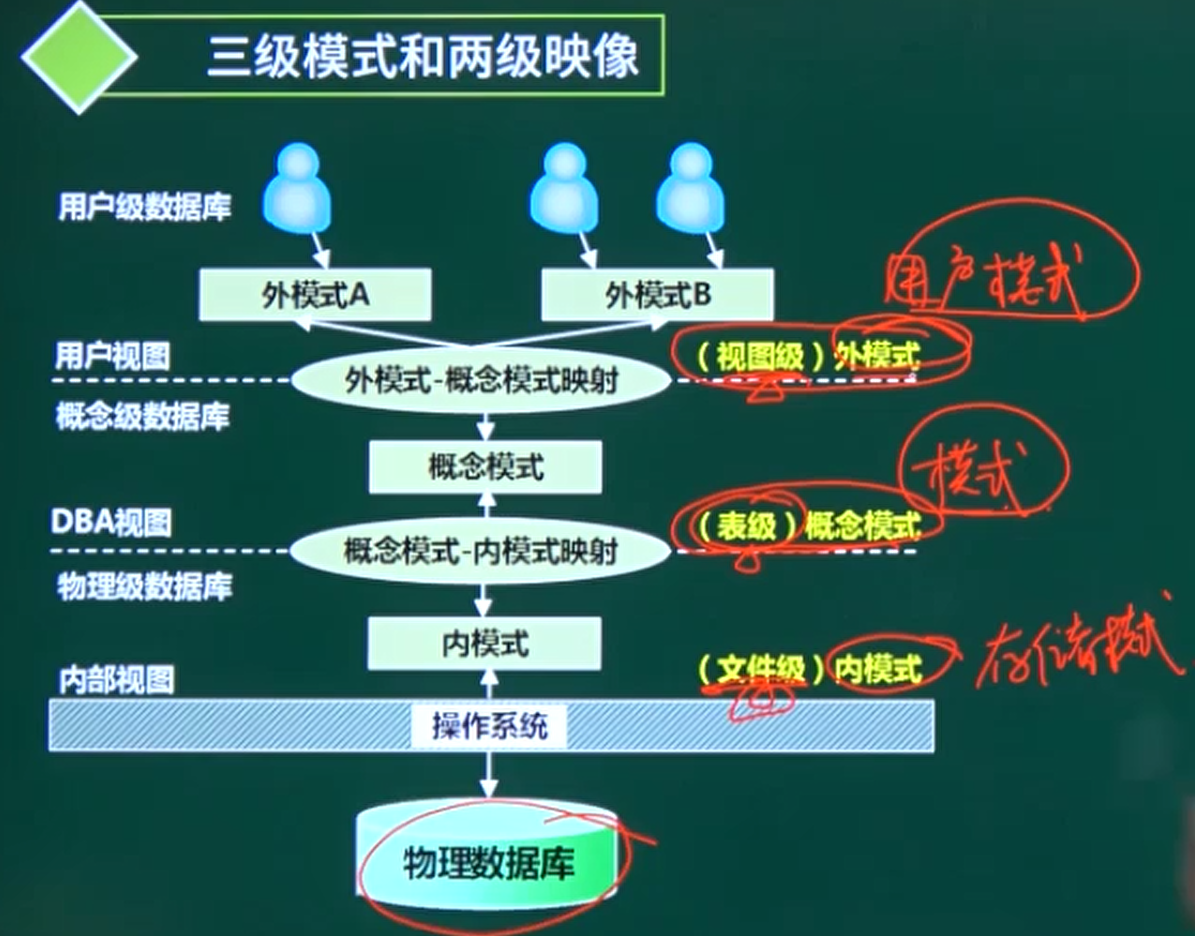 三级模式和两级映像
用户级数据库
外模式A
外模式B
用户模式
用户视图
（视图级）外模式
外模式-概念模式映射
概念级数据库
概念模式
模式
DBA视图
（表级）概念模式
概念模式-内模式映射
物理级数据库
内模式
内部视图
（文件级）内模式
存储模式
操作系统
物理数据库